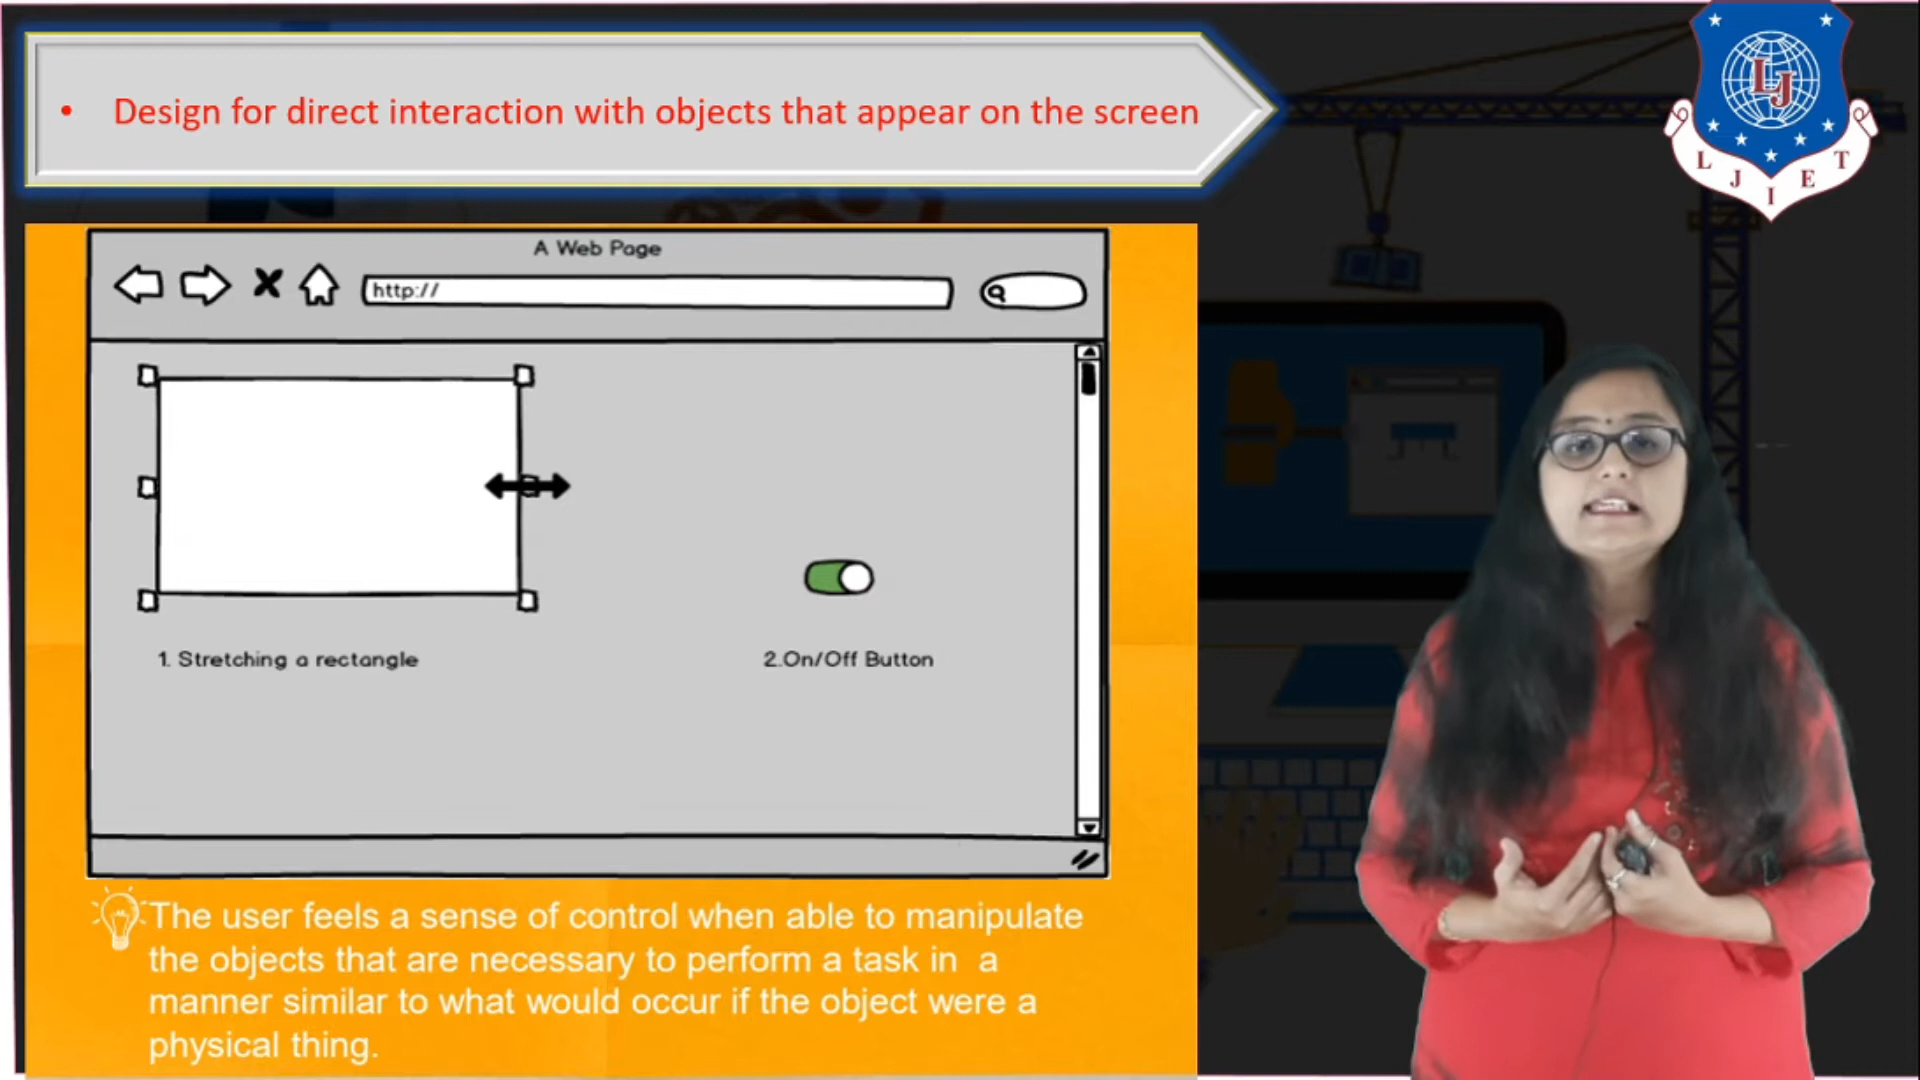 • Design for direct interaction with objects that appear on the screen
LJ
L J I E T
A Web Page
http://
1. Stretching a rectangle
2.On/Off Button
The user feels a sense of control when able to manipulate
the objects that are necessary to perform a task in a
manner similar to what would occur if the object were a
physical thing.